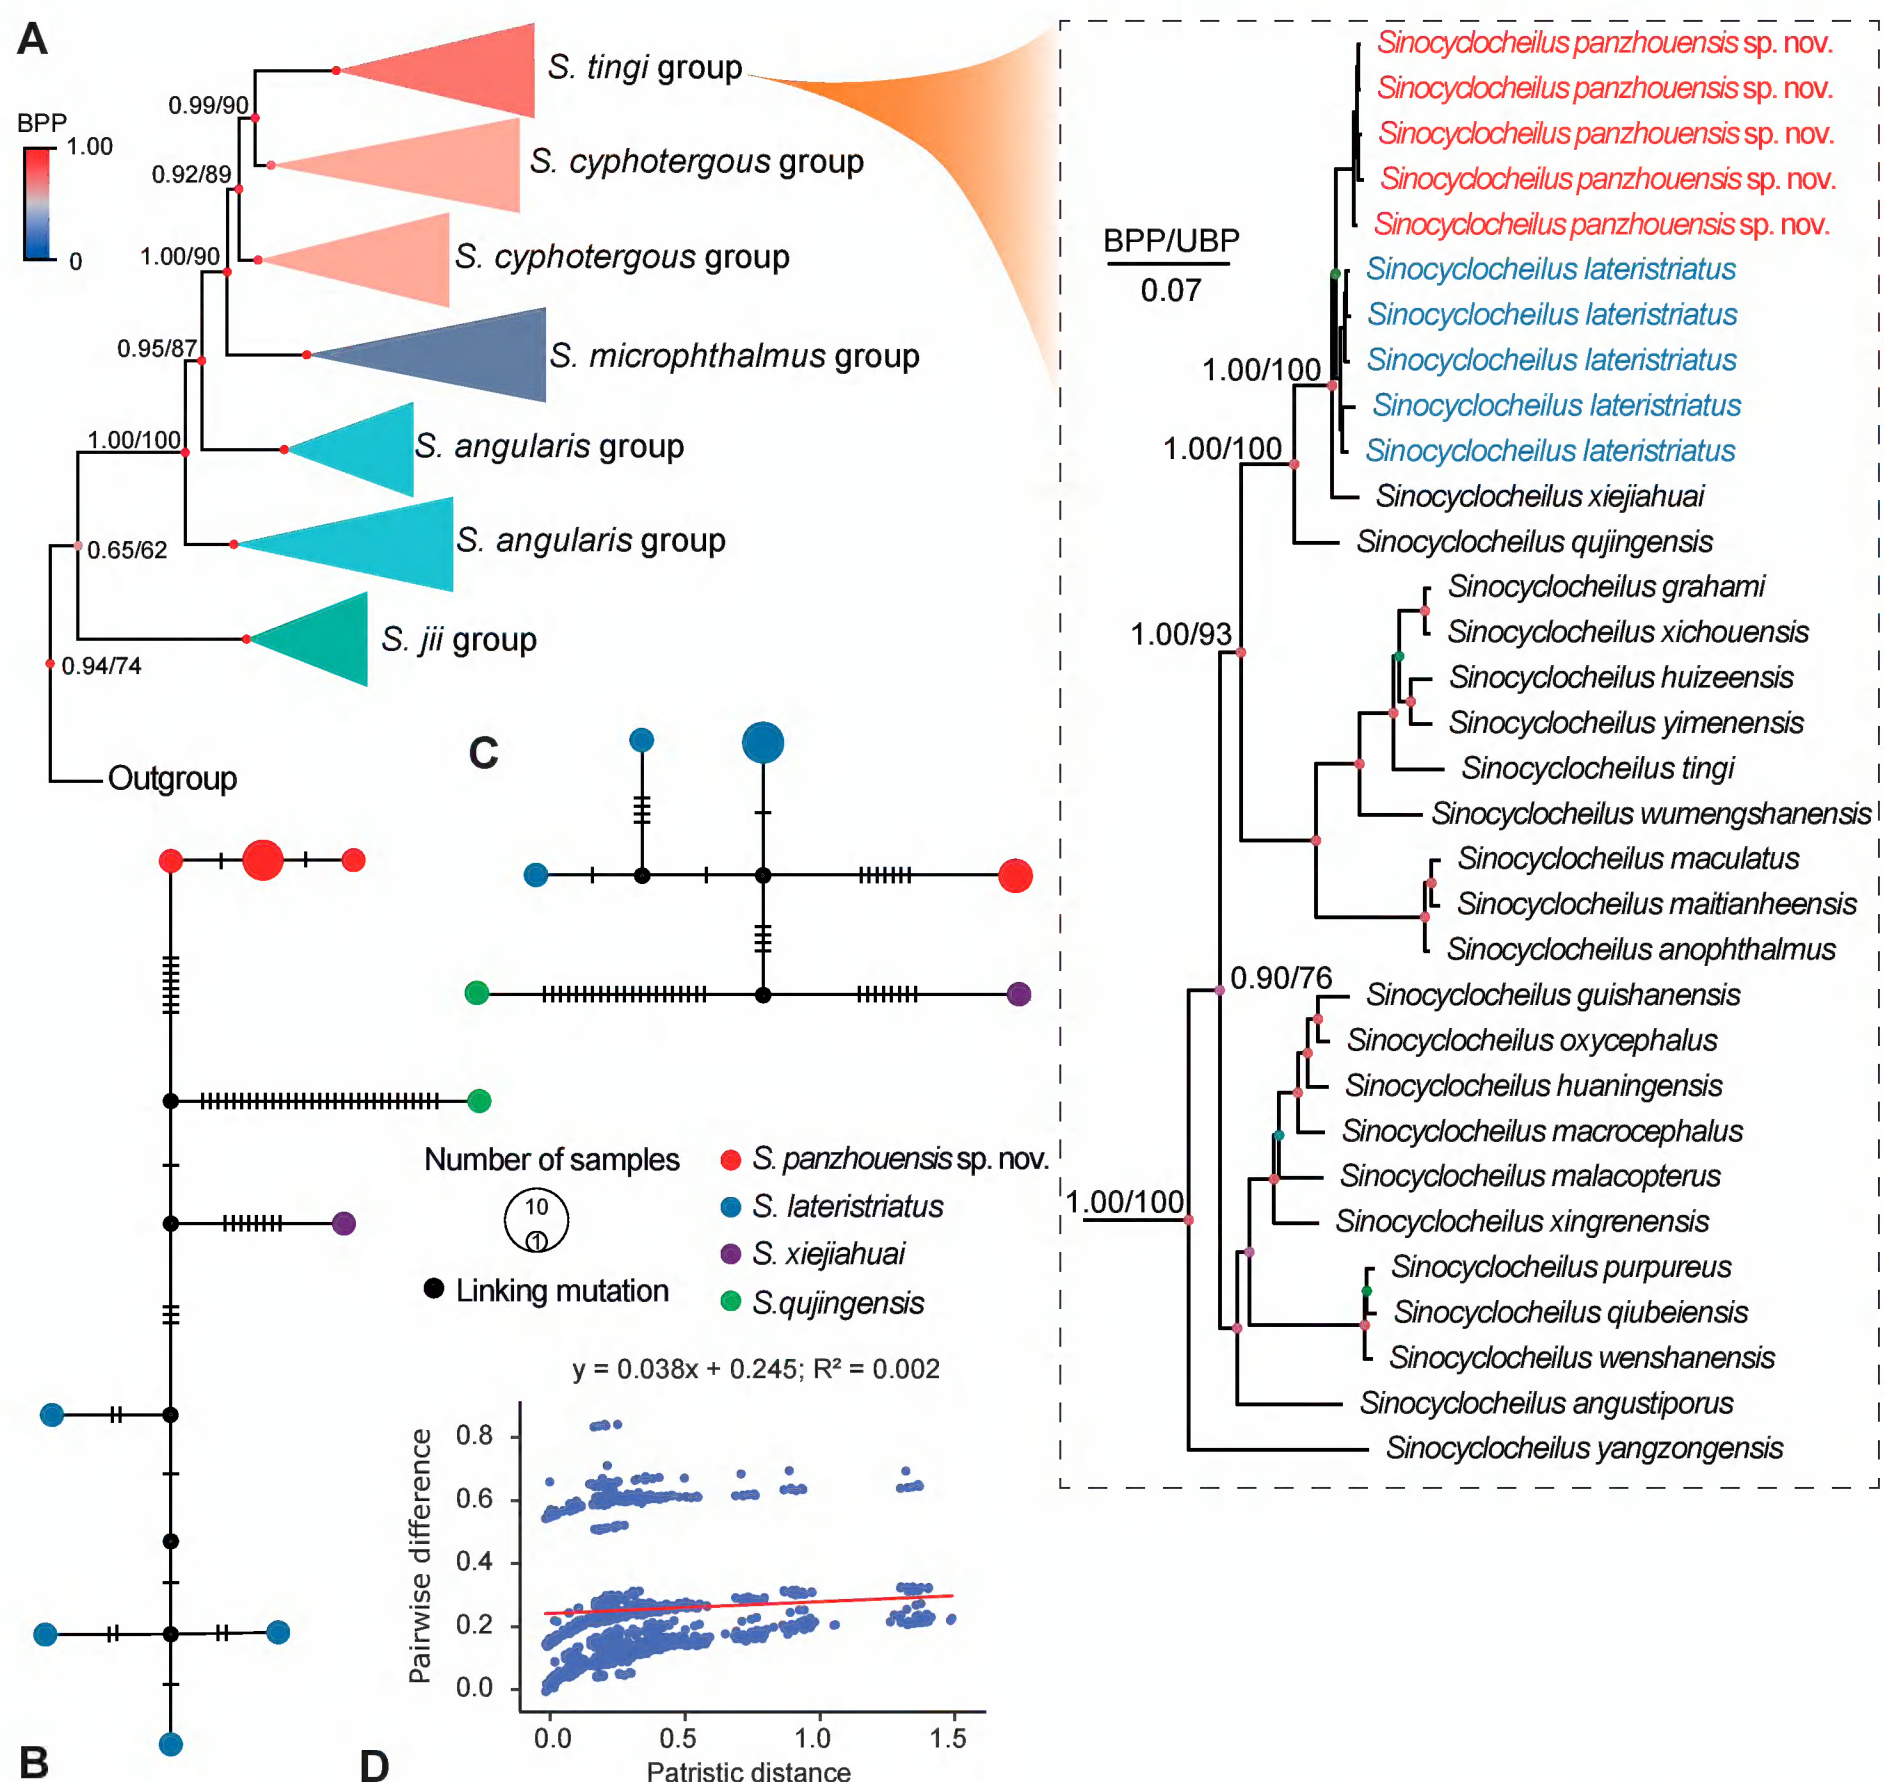 A
BPP
1.00
0
0.99/90
0.92/89
1.00/90
0.95/87
1.00/100
0.65/62
0.94/74
S. tingi group
S. cyphotergous group
S. cyphotergous group
S. microphthalmus group
S. angularis group
S. angularis group
S. jii group
Outgroup
BPP/UBP
0.07
1.00/100
1.00/100
1.00/93
0.90/76
1.00/100
Sinocyclocheilus panzhouensis sp. nov.
Sinocyclocheilus panzhouensis sp. nov.
Sinocyclocheilus panzhouensis sp. nov.
Sinocyclocheilus panzhouensis sp. nov.
Sinocyclocheilus panzhouensis sp. nov.
Sinocyclocheilus lateristriatus
Sinocyclocheilus lateristriatus
Sinocyclocheilus lateristriatus
Sinocyclocheilus lateristriatus
Sinocyclocheilus lateristriatus
Sinocyclocheilus xiejiahuai
Sinocyclocheilus qujingensis
Sinocyclocheilus grahami
Sinocyclocheilus xichouensis
Sinocyclocheilus huizeensis
Sinocyclocheilus yimenensis
Sinocyclocheilus tingi
Sinocyclocheilus wumengshanensis
Sinocyclocheilus maculatus
Sinocyclocheilus maitianheensis
Sinocyclocheilus anophthalmus
Sinocyclocheilus guishanensis
Sinocyclocheilus oxycephalus
Sinocyclocheilus huaningensis
Sinocyclocheilus macrocephalus
Sinocyclocheilus malacopterus
Sinocyclocheilus xingrenensis
Sinocyclocheilus purpureus
Sinocyclocheilus qiubeiensis
Sinocyclocheilus wenshanensis
Sinocyclocheilus angustiporus
Sinocyclocheilus yangzongensis
B
C
Number of samples
10
1
Linking mutation
S. panzhouensis sp. nov.
S. lateristriatus
S. xiejiahuai
S.qujingensis
D
y = 0.038x + 0.245; R² = 0.002
Pairwise difference
0.8
0.6
0.4
0.2
0.0
0.0
0.5
1.0
1.5
Patristic distance